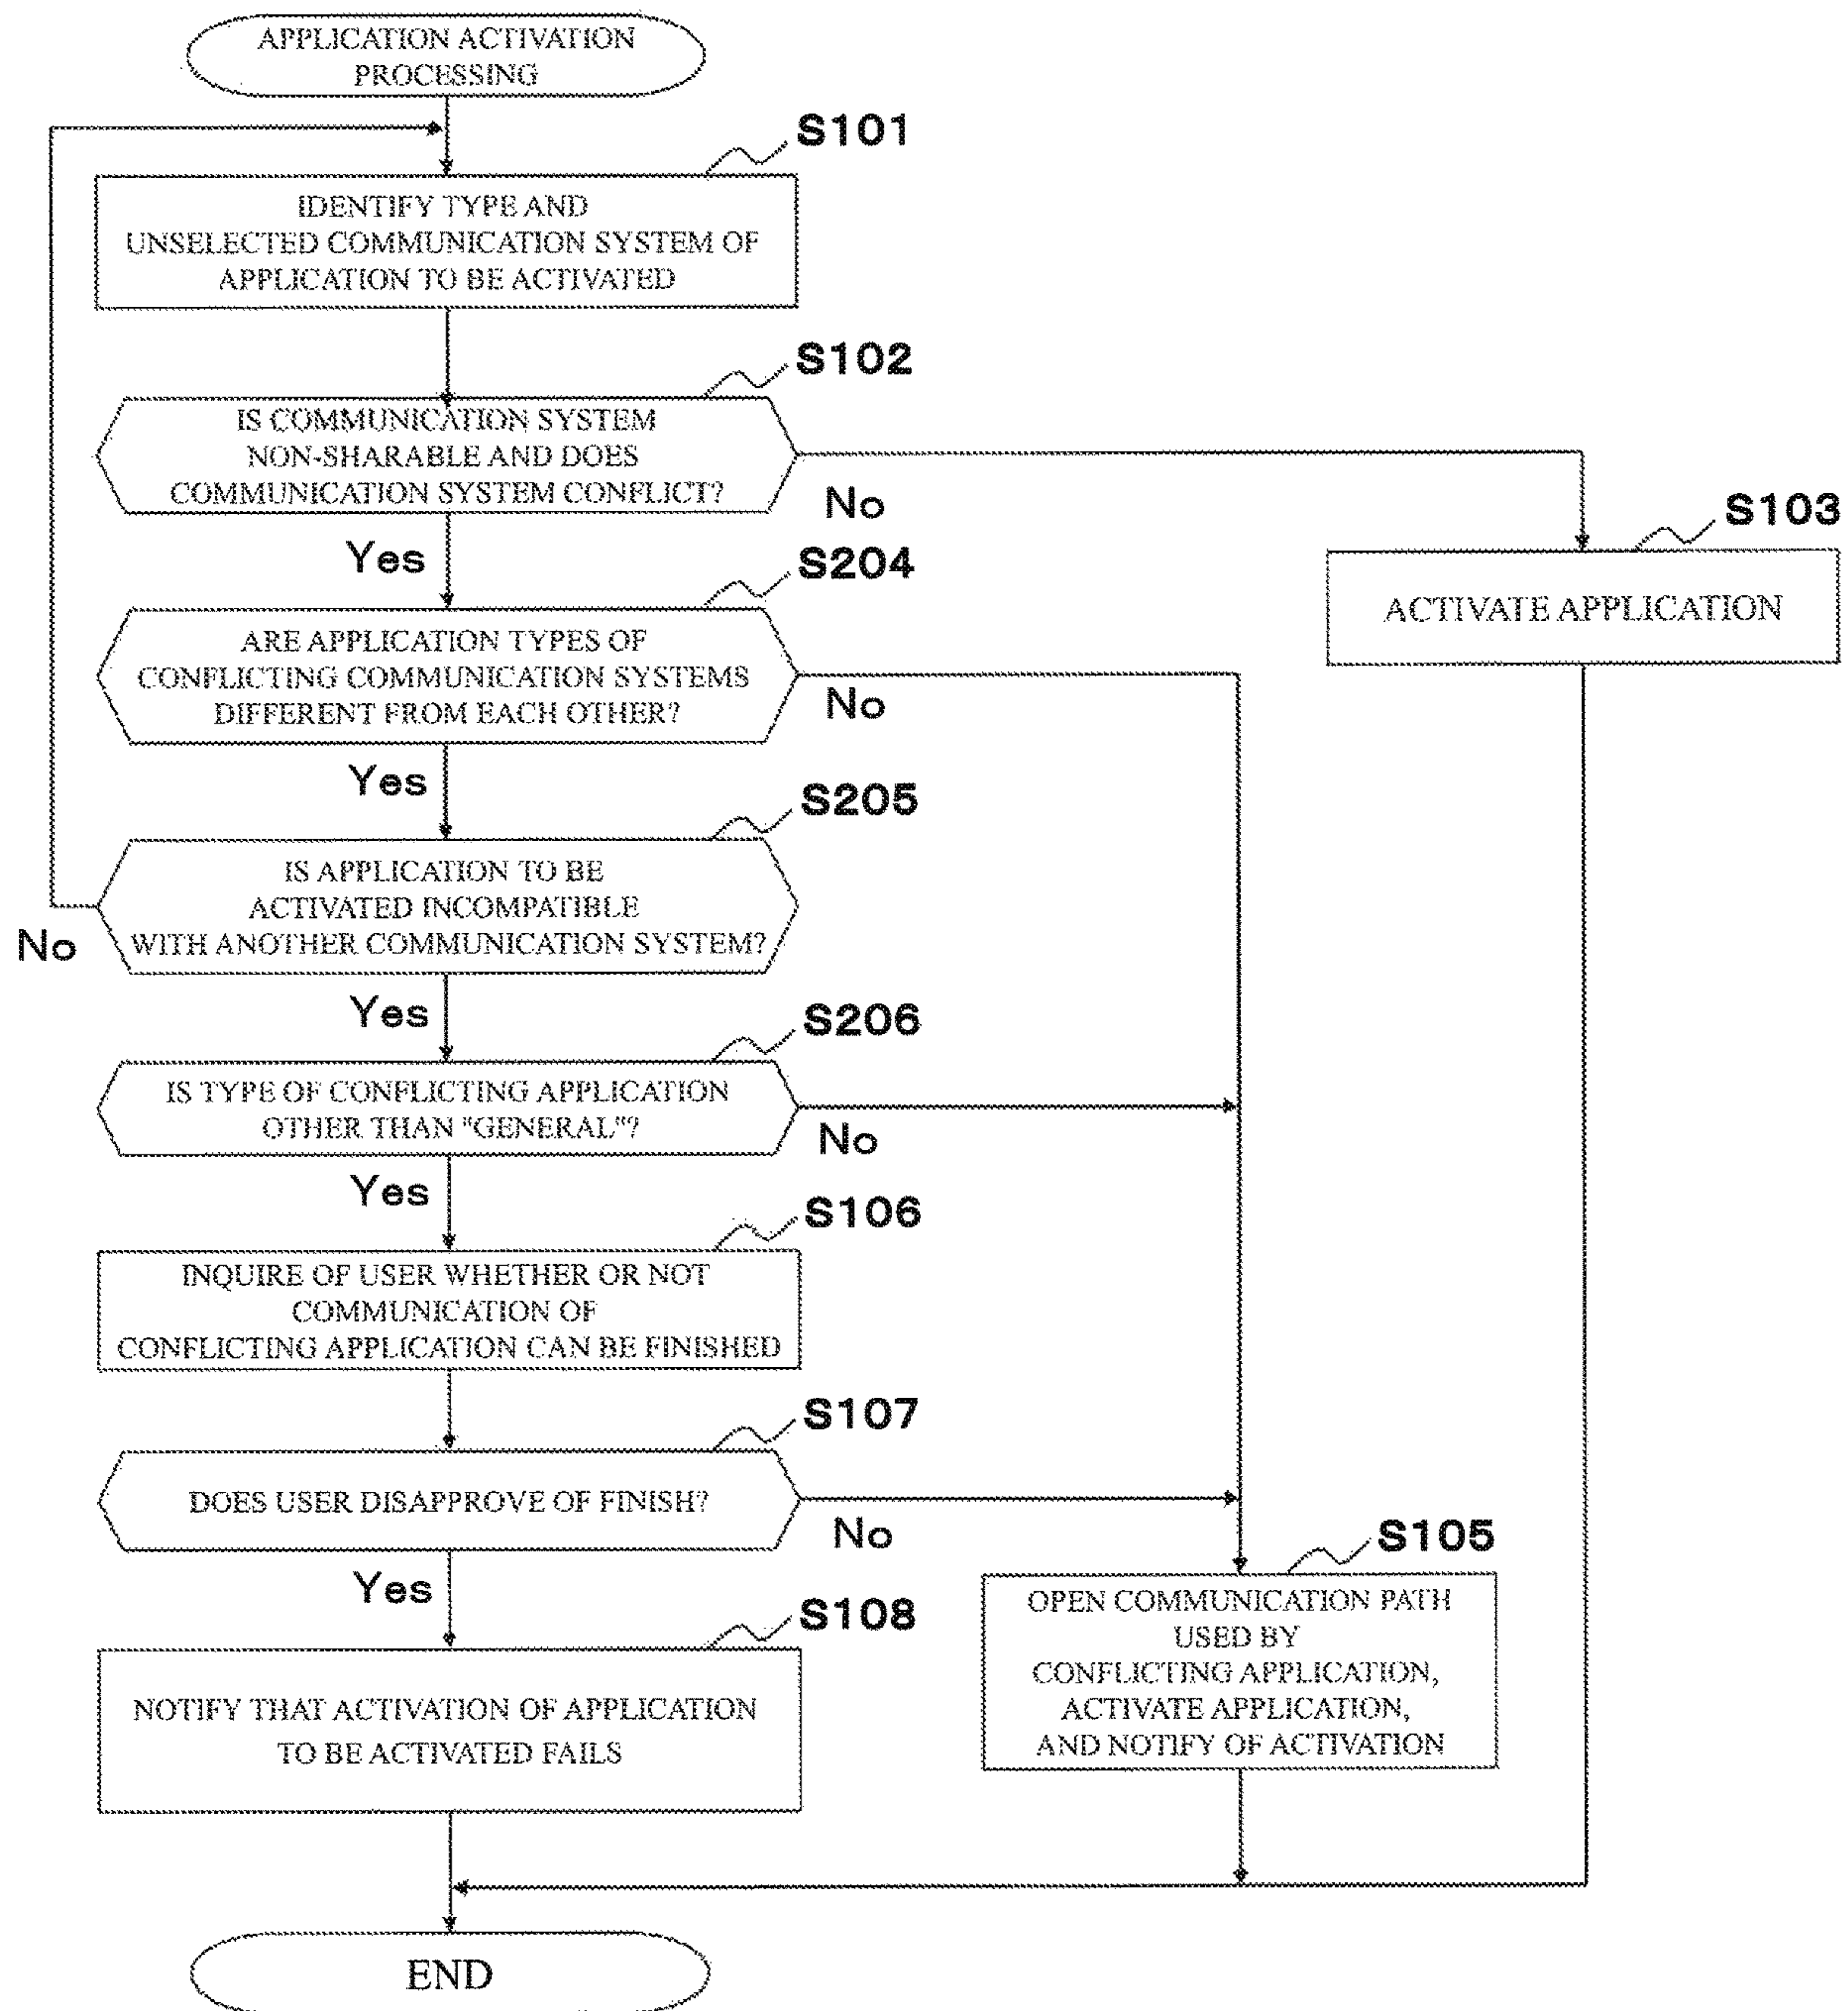 APPLICATION ACTIVATION
PROCESSING
S101
IDENTIFY TYPE AND
UNSELECTED COMMUNICATION SYSTEM OF
APPLICATION TO BE ACTIVATED
S102
IS COMMUNICATION SYSTEM
NON-SHARABLE AND DOES
COMMUNICATION SYSTEM CONFLICT?
No
Yes
S103
ACTIVATE APPLICATION
S204
ARE APPLICATION TYPES OF
CONFLICTING COMMUNICATION SYSTEMS
DIFFERENT FROM EACH OTHER?
No
Yes
S205
IS APPLICATION TO BE
ACTIVATED INCOMPATIBLE
WITH ANOTHER COMMUNICATION SYSTEM?
No
Yes
S206
IS TYPE OF CONFLICTING APPLICATION
OTHER THAN "GENERAL"?
No
Yes
S106
INQUIRE OF USER WHETHER OR NOT
COMMUNICATION OF
CONFLICTING APPLICATION CAN BE FINISHED
S107
DOES USER DISAPPROVE OF FINISH?
No
Yes
S105
OPEN COMMUNICATION PATH
USED BY
CONFLICTING APPLICATION,
ACTIVATE APPLICATION,
AND NOTIFY OF ACTIVATION
S108
NOTIFY THAT ACTIVATION OF APPLICATION
TO BE ACTIVATED FAILS
END